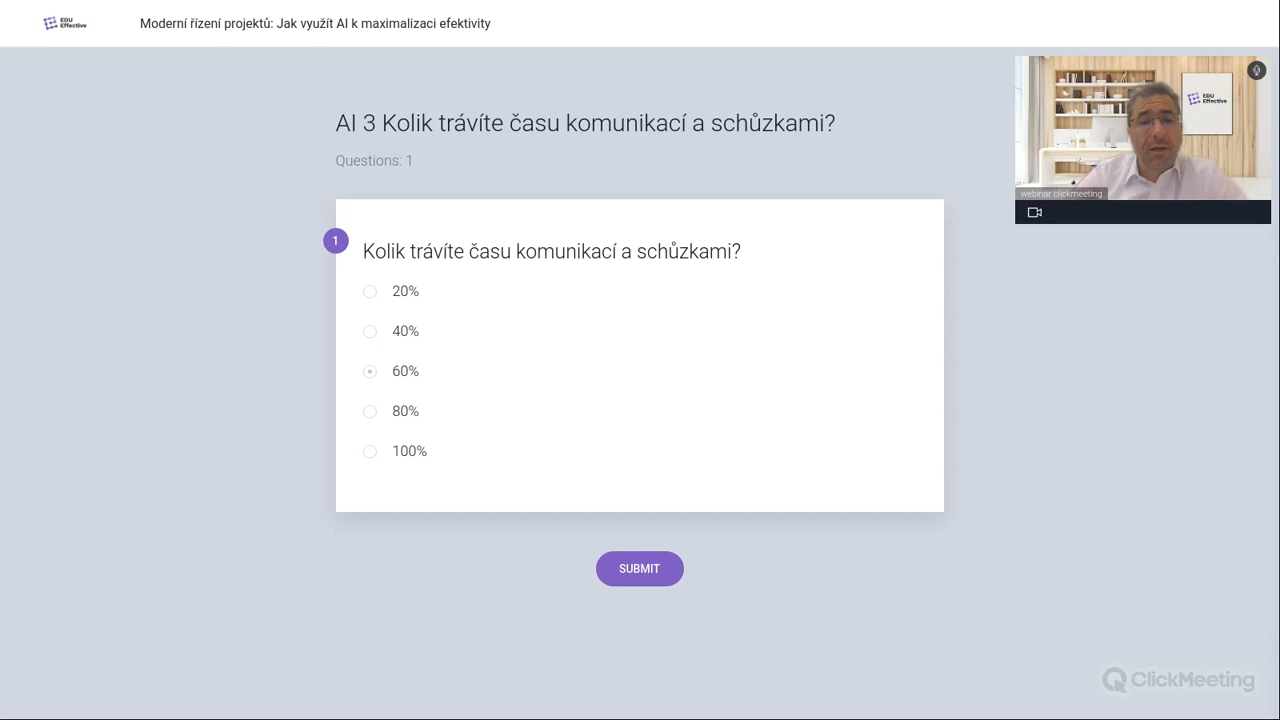 EDU
Effective
Moderní řízení projektů: Jak využít AI k maximalizaci efektivity
AI 3 Kolik trávíte času komunikací a schůzkami?
Questions: 1
1
Kolik trávíte času komunikací a schůzkami?
20%
40%
60%
80%
100%
SUBMIT
EDU
Effective
webinar clickmeeting
ClickMeeting